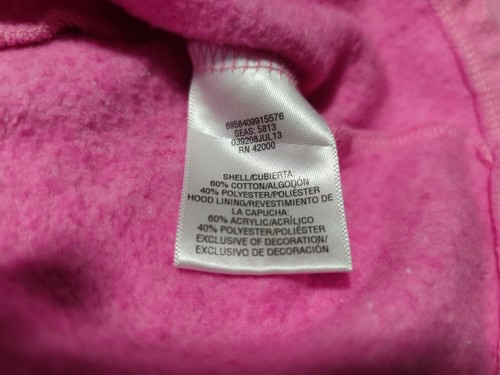 6958409915576
SEAS: 5813
039208JUL13
RN 42000
SHELL/CUBIERTA:
60% COTTON/ALGODÓN
40% POLYESTER/POLIÉSTER
HOOD LINING/REVESTIMIENTO DE
LA CAPUCHA:
60% ACRYLIC/ACRÍLICO
40% POLYESTER/POLIÉSTER
EXCLUSIVE OF DECORATION/
EXCLUSIVO DE DECORACIÓN